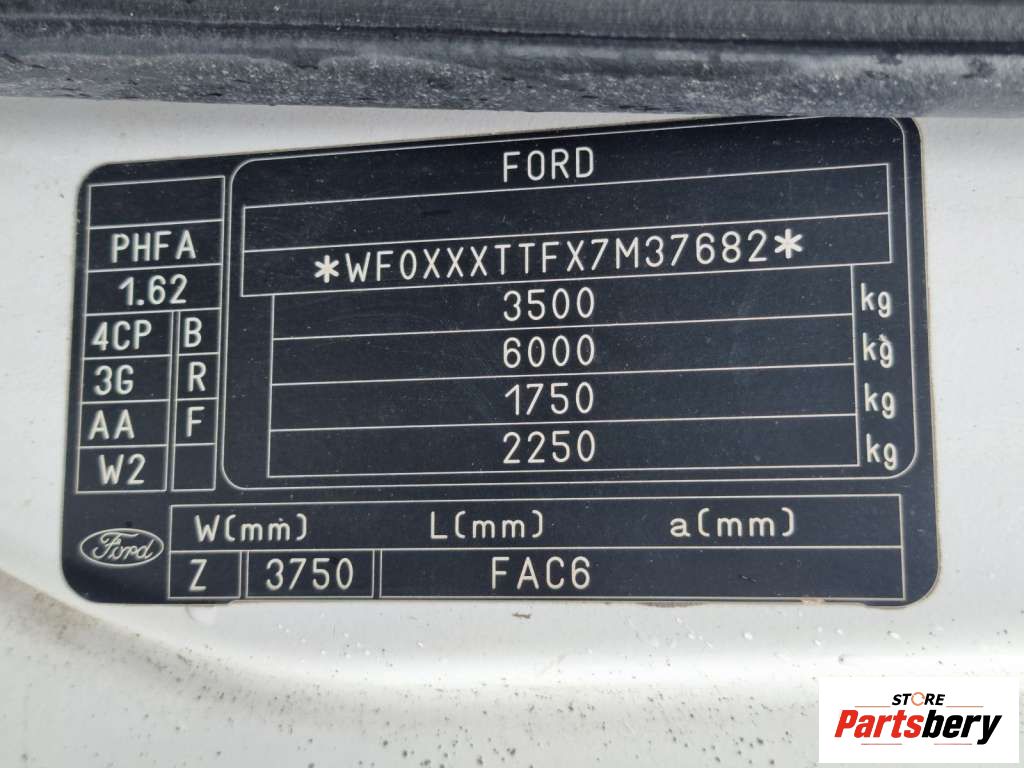 FORD
*WF0XXXTTFX7M37682*
3500 kg
6000 kg
1750 kg
2250 kg
PHFA
1.62
4CP B
3G R
AA F
W2
Ford
W(mm) L(mm) a(mm)
Z 3750 FAC6
STORE
Partsbery